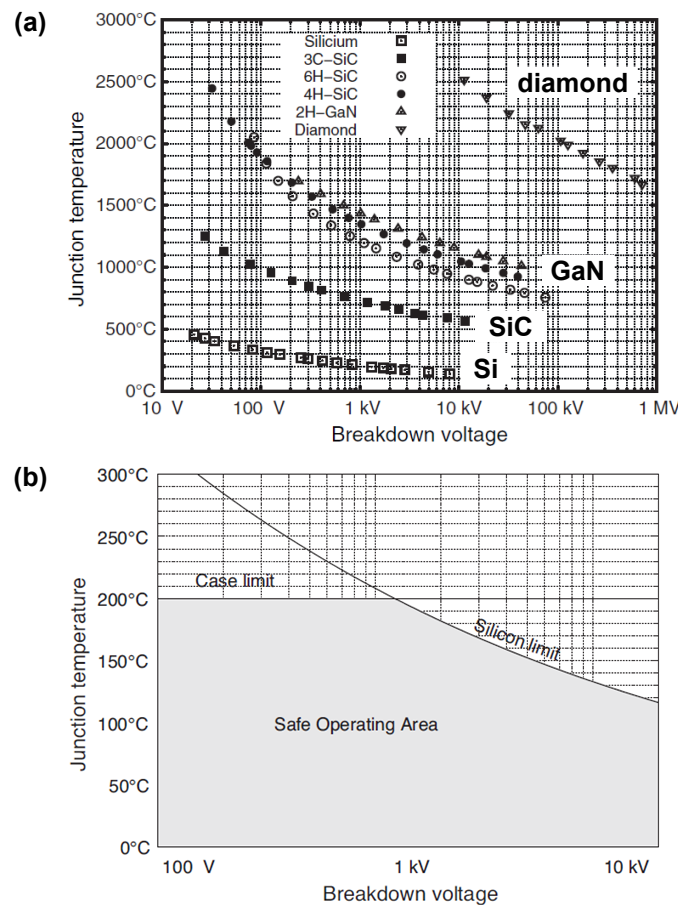 (a)
3000°C
2500°C
2000°C
1500°C
1000°C
500°C
0°C
Junction temperature
Silicium
3C−SiC
6H−SiC
4H−SiC
2H−GaN
Diamond
diamond
GaN
SiC
Si
10 V
100 V
1 kV
10 kV
100 kV
1 MV
Breakdown voltage
(b)
300°C
250°C
200°C
150°C
100°C
50°C
0°C
Junction temperature
Case limit
Silicon limit
Safe Operating Area
100 V
1 kV
10 kV
Breakdown voltage